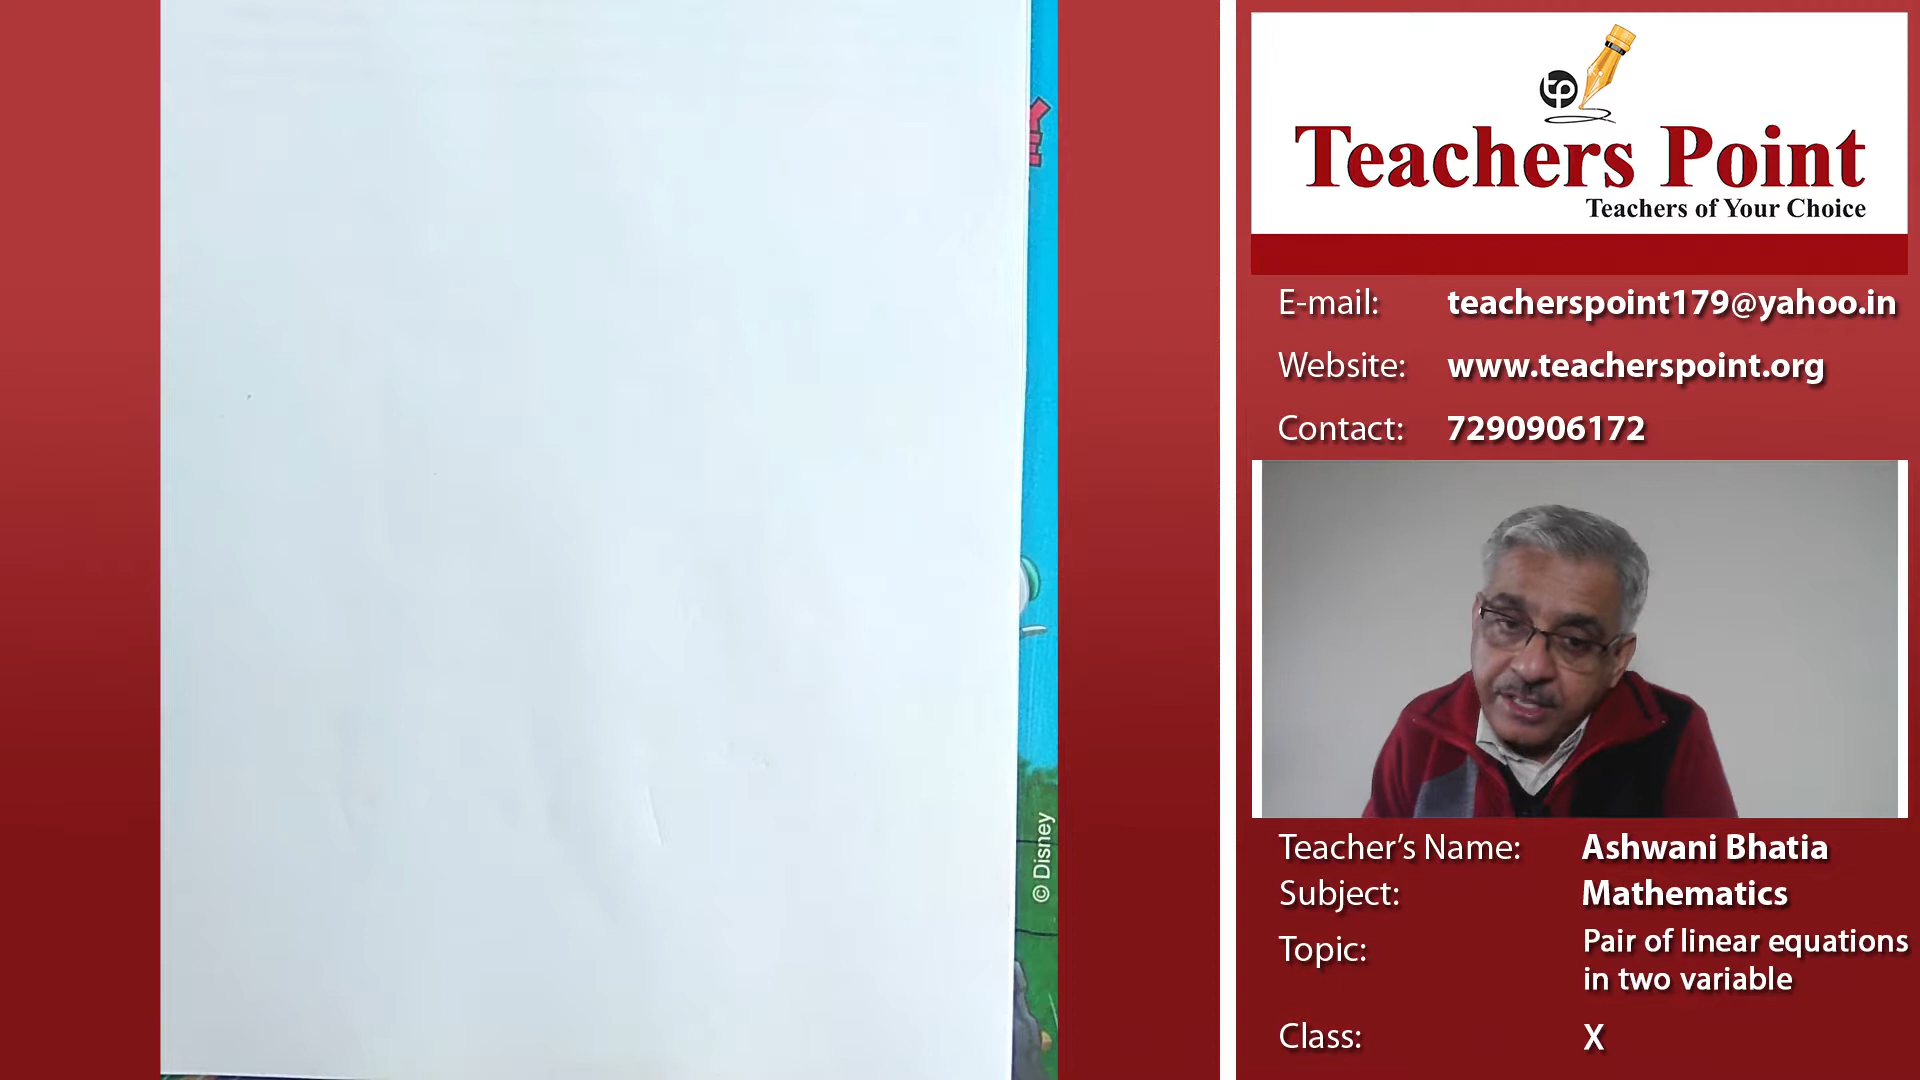 tp
Teachers Point
Teachers of Your Choice
E-mail: teacherspoint179@yahoo.in
Website: www.teacherspoint.org
Contact: 7290906172
© Disney
Teacher's Name: Ashwani Bhatia
Subject: Mathematics
Topic: Pair of linear equations
in two variable
Class: X